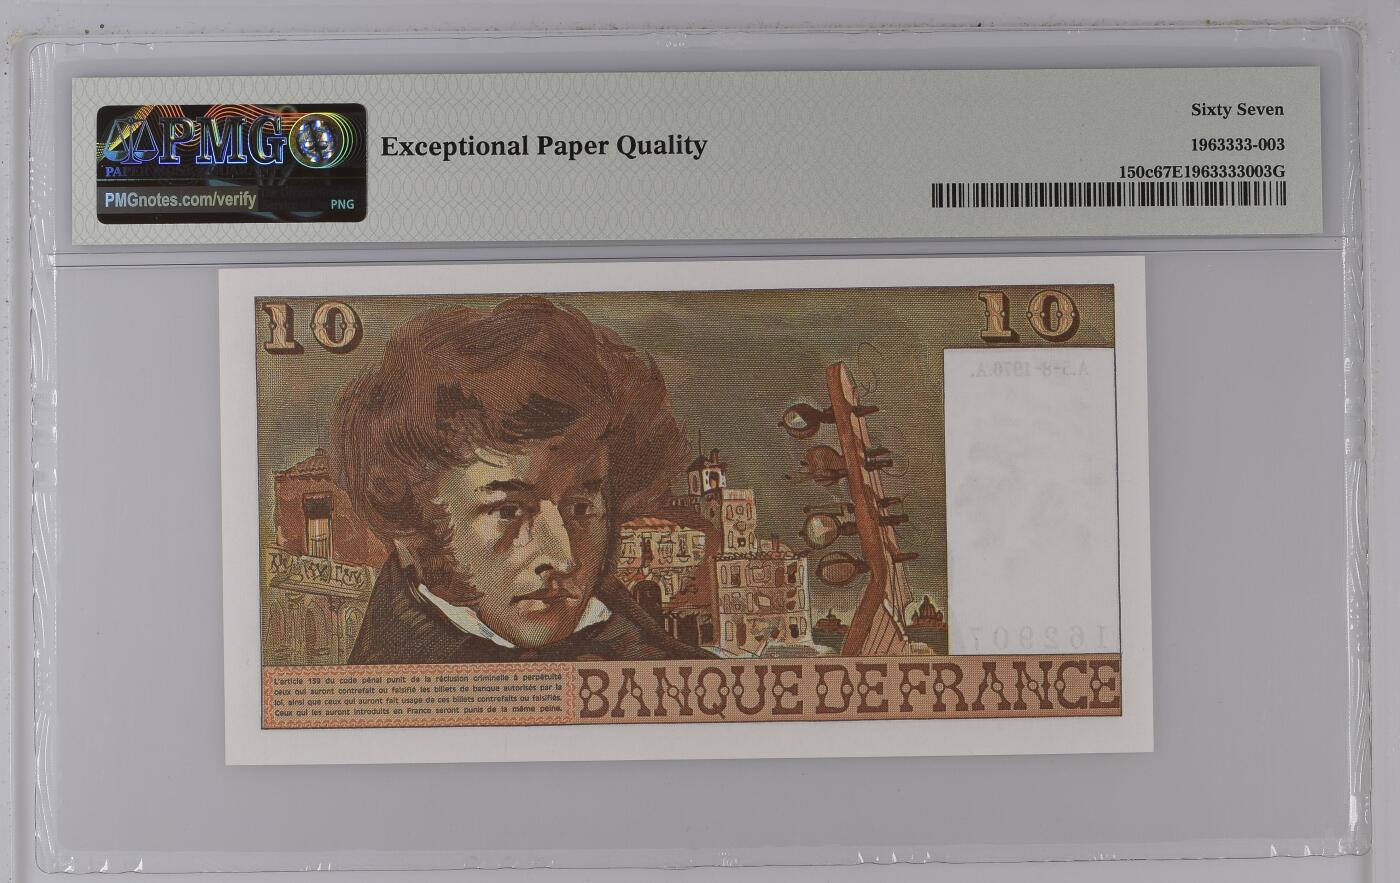 PMG
PMGnotes.com/verify
PNG
Exceptional Paper Quality
Sixty Seven
1963333-003
150c67E1963333003G
10
10
A.5-8-1976.A.
L'article 139 du code pénal punit de la réclusion criminelle à perpétuité
ceux qui auront contrefait ou falsifié les billets de banque autorisés par la
loi, ainsi que ceux qui auront fait usage de ces billets contrefaits ou falsifiés.
Ceux qui les auront introduits en France seront punis de la même peine.
BANQUE DE FRANCE